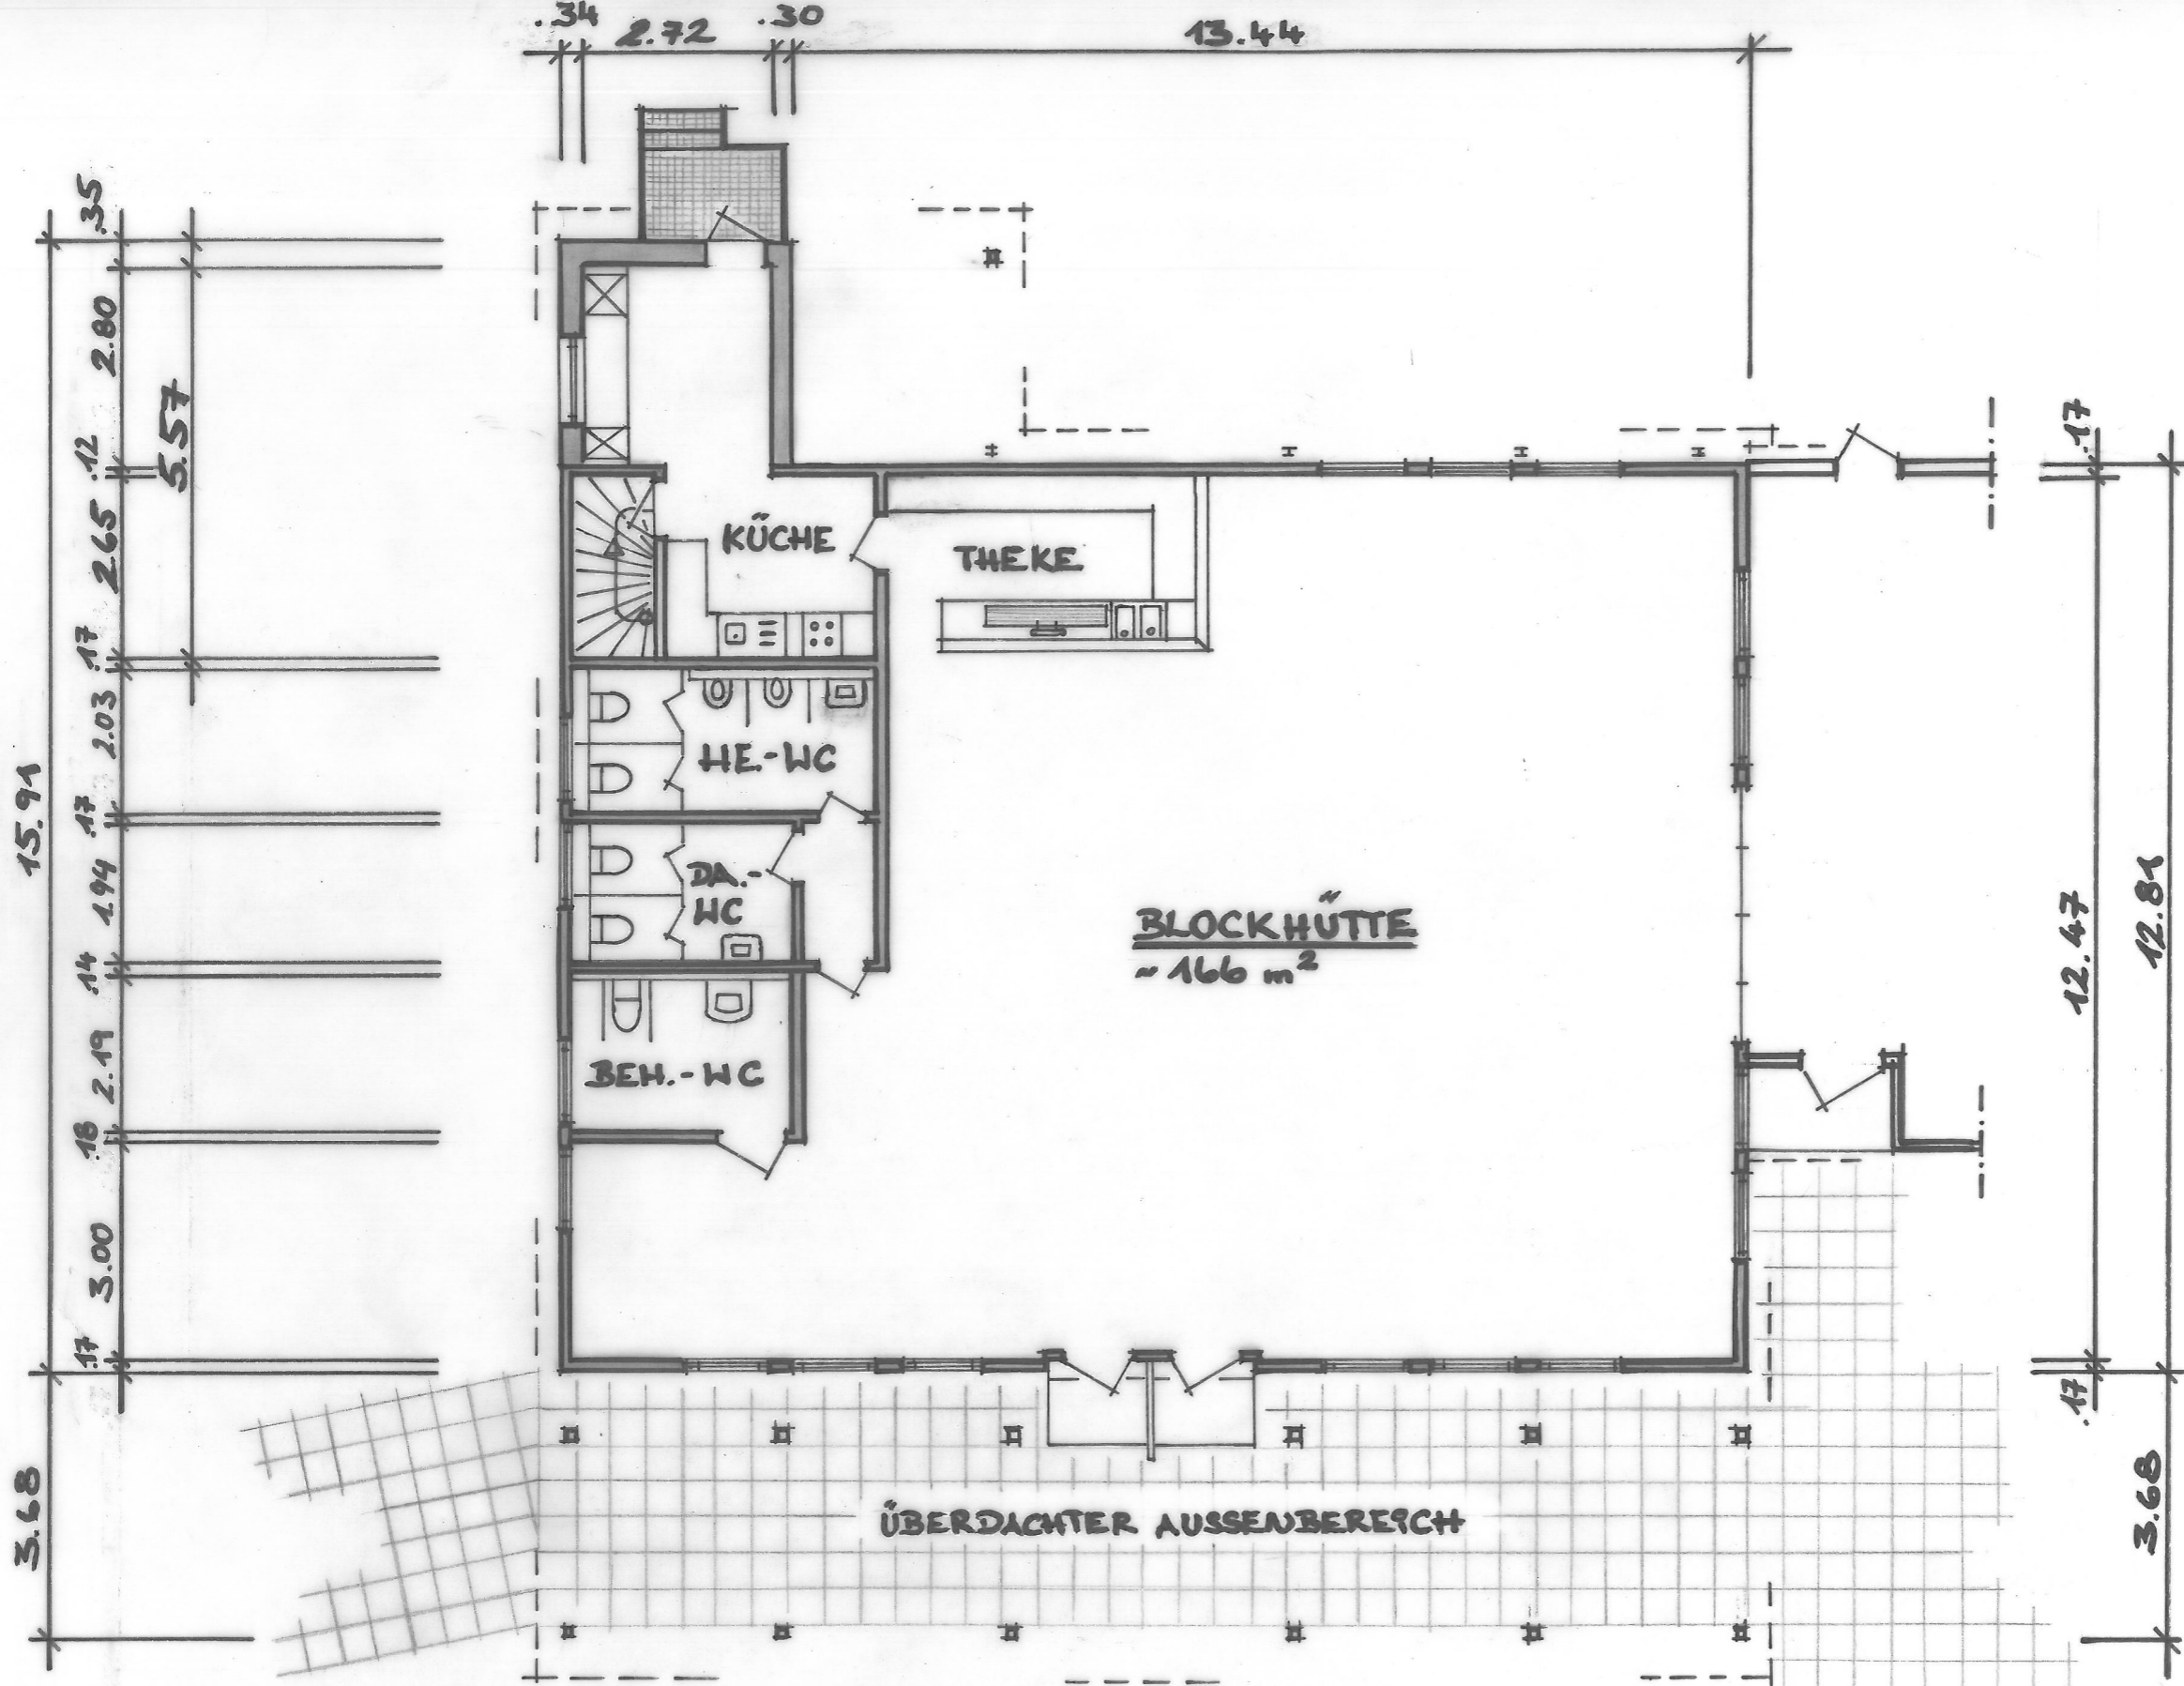 .34
2.72
.30
13.44
.35
2.80
.12
5.57
2.65
.17
2.03
.17
15.91
1.94
.14
2.19
.18
3.00
.17
3.68
KÜCHE
THEKE
HE.-WC
DA.-
WC
BEH.-WC
BLOCKHÜTTE
~ 166 m²
ÜBERDACHTER AUSSENBEREICH
.17
12.47
12.81
.17
3.68